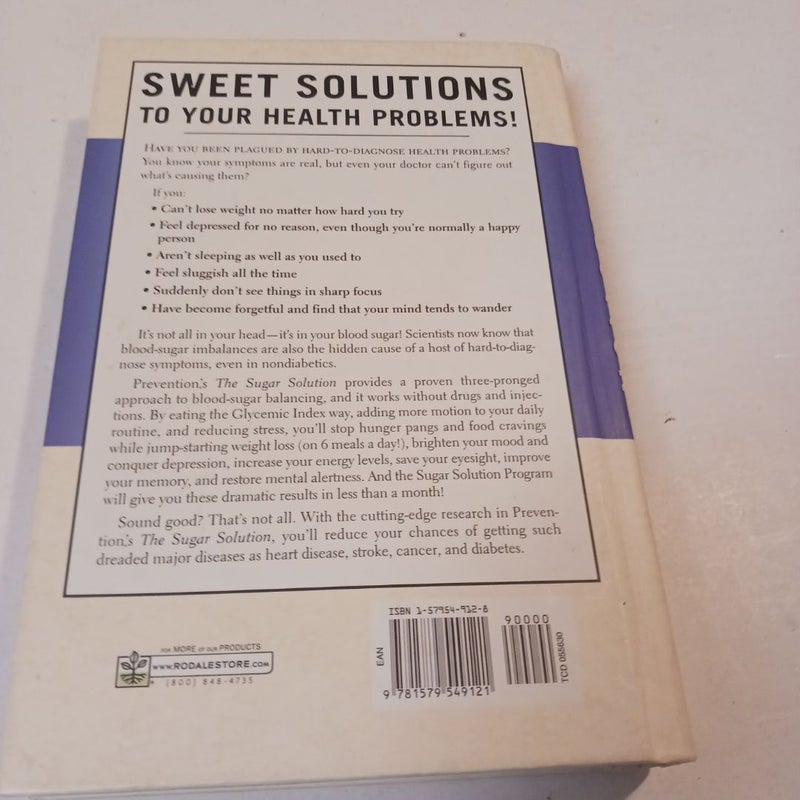 SWEET SOLUTIONS
TO YOUR HEALTH PROBLEMS!
HAVE YOU BEEN PLAGUED BY HARD-TO-DIAGNOSE HEALTH PROBLEMS?
You know your symptoms are real, but even your doctor can't figure out
what's causing them?
If you:
• Can't lose weight no matter how hard you try
• Feel depressed for no reason, even though you're normally a happy
person
• Aren't sleeping as well as you used to
• Feel sluggish all the time
• Suddenly don't see things in sharp focus
• Have become forgetful and find that your mind tends to wander
It's not all in your head—it's in your blood sugar! Scientists now know that
blood-sugar imbalances are also the hidden cause of a host of hard-to-diag-
nose symptoms, even in nondiabetics.
Prevention's The Sugar Solution provides a proven three-pronged
approach to blood-sugar balancing, and it works without drugs and injec-
tions. By eating the Glycemic Index way, adding more motion to your daily
routine, and reducing stress, you'll stop hunger pangs and food cravings
while jump-starting weight loss (on 6 meals a day!), brighten your mood and
conquer depression, increase your energy levels, save your eyesight, improve
your memory, and restore mental alertness. And the Sugar Solution Program
will give you these dramatic results in less than a month!
Sound good? That's not all. With the cutting-edge research in Preven-
tion's The Sugar Solution, you'll reduce your chances of getting such
dreaded major diseases as heart disease, stroke, cancer, and diabetes.
FOR MORE OF OUR PRODUCTS
WWW.RODALESTORE.COM
(800) 848-4735
ISBN 1-57954-912-8
90000
EAN
9 781579 549121
TCD 055630